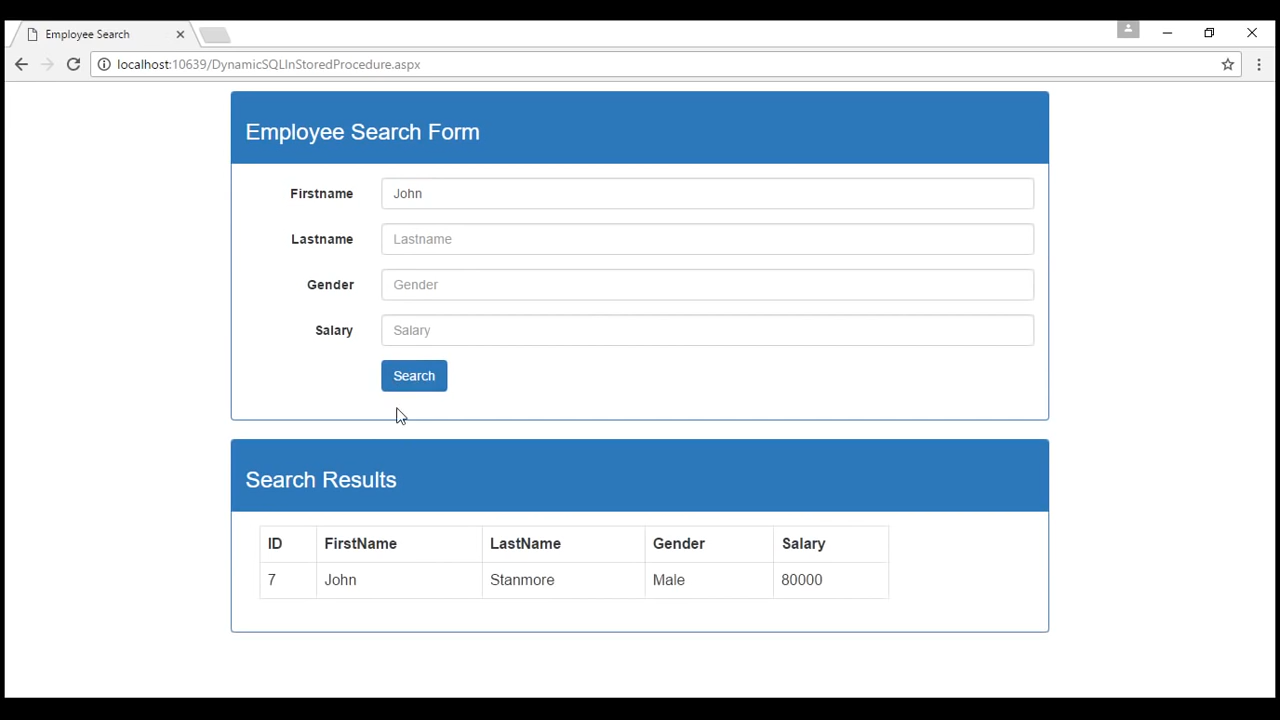 Employee Search
localhost:10639/DynamicSQLInStoredProcedure.aspx
Employee Search Form
Firstname John
Lastname Lastname
Gender Gender
Salary Salary
Search
Search Results
ID FirstName LastName Gender Salary
7 John Stanmore Male 80000